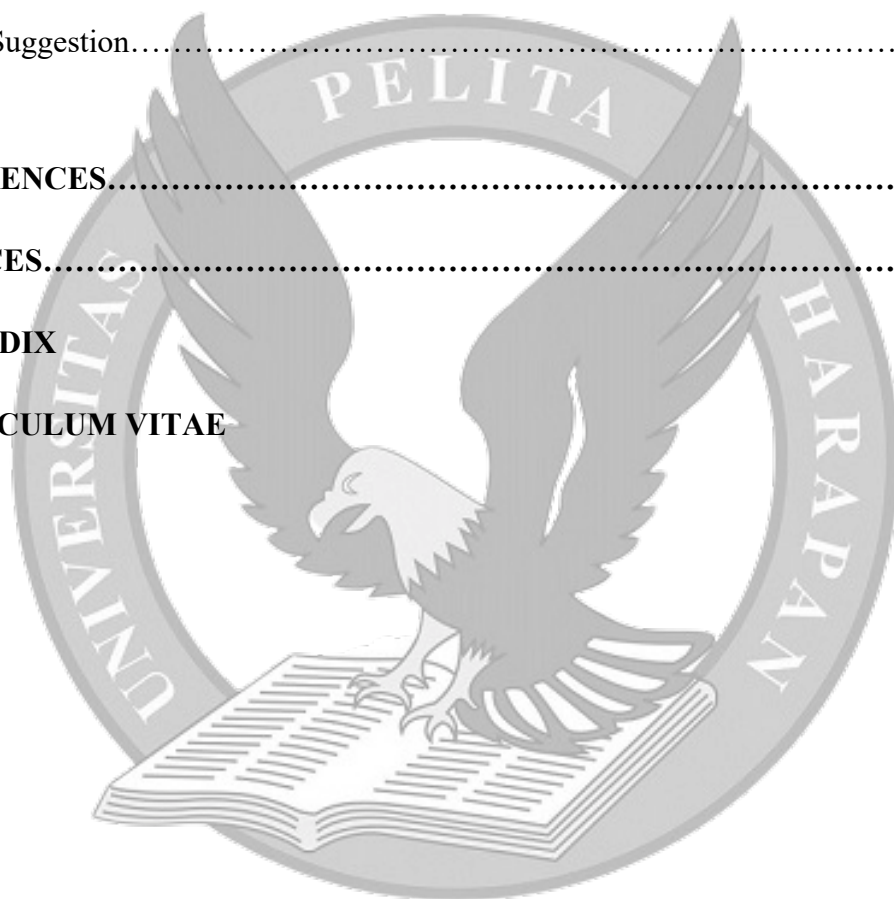 Suggestion…………………………………………………………………………
ENCES…………………………………………………………………………
CES…………………………………………………………………………
DIX
CULUM VITAE
UNIVERSITAS PELITA HARAPAN